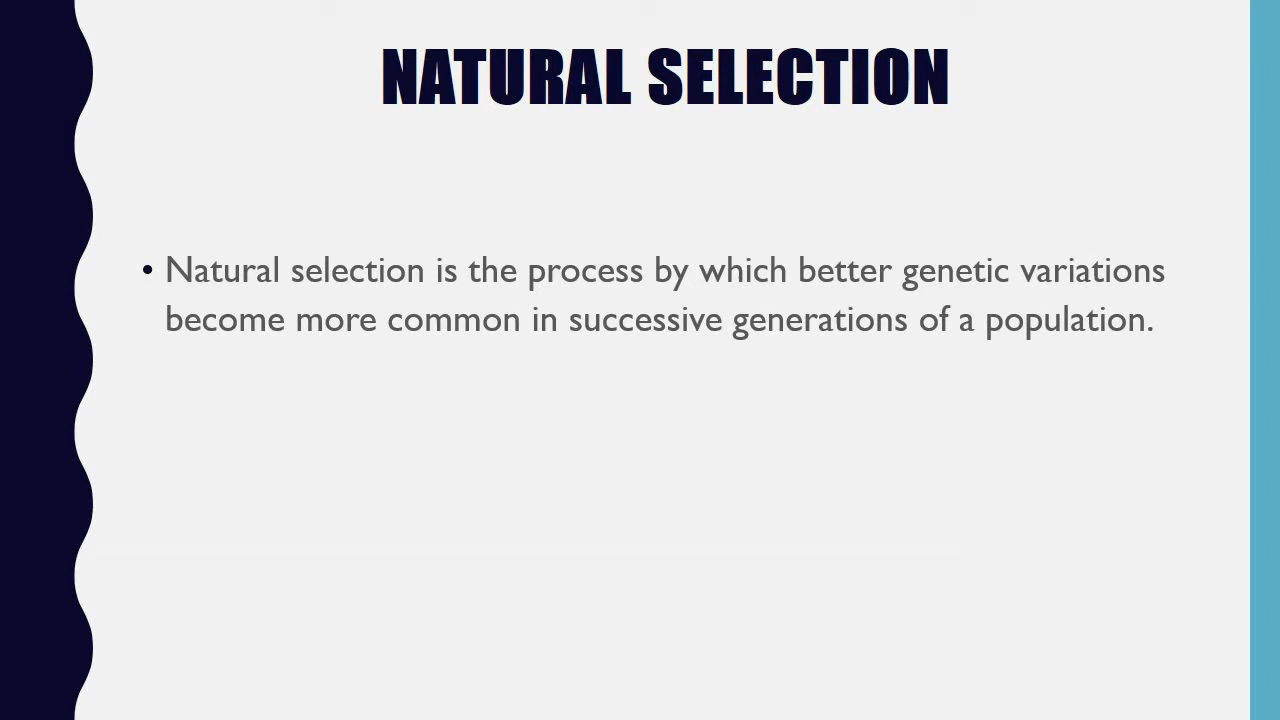 NATURAL SELECTION
• Natural selection is the process by which better genetic variations
become more common in successive generations of a population.